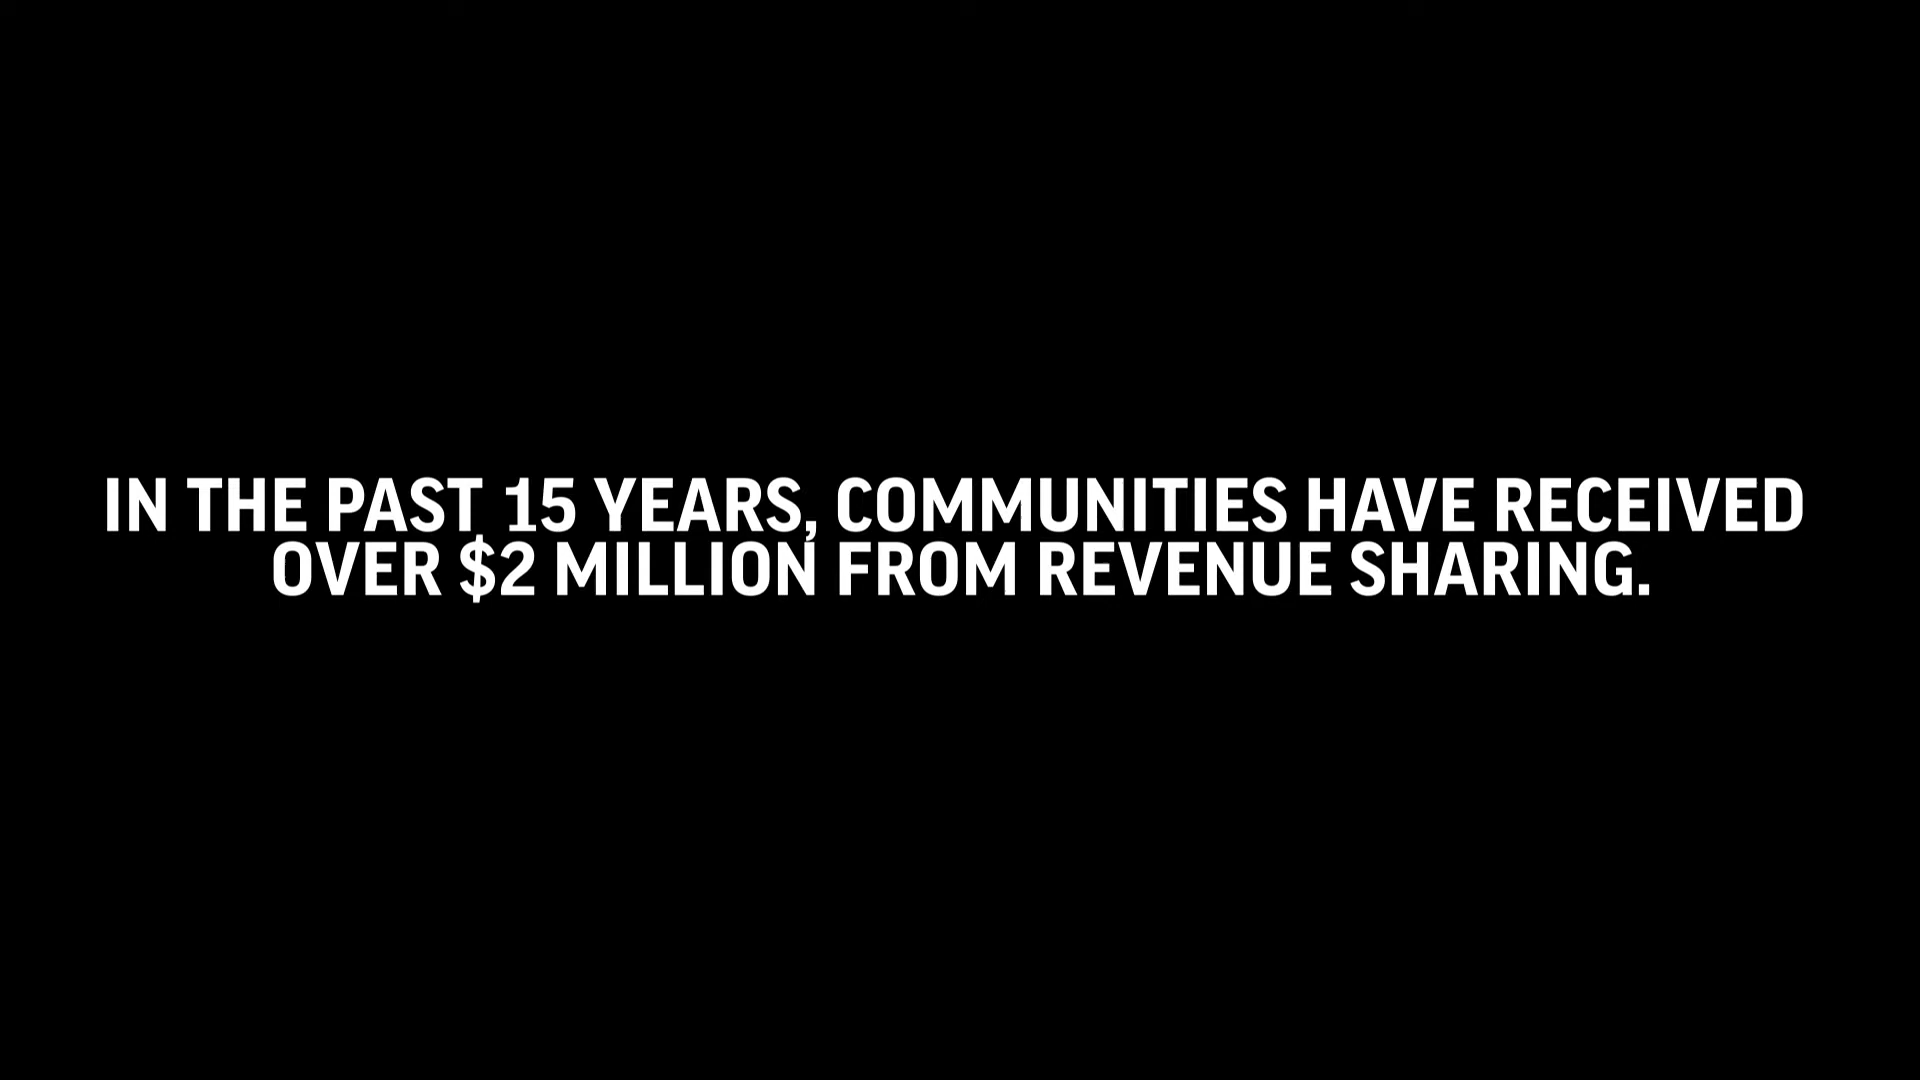 IN THE PAST 15 YEARS, COMMUNITIES HAVE RECEIVED
OVER $2 MILLION FROM REVENUE SHARING.